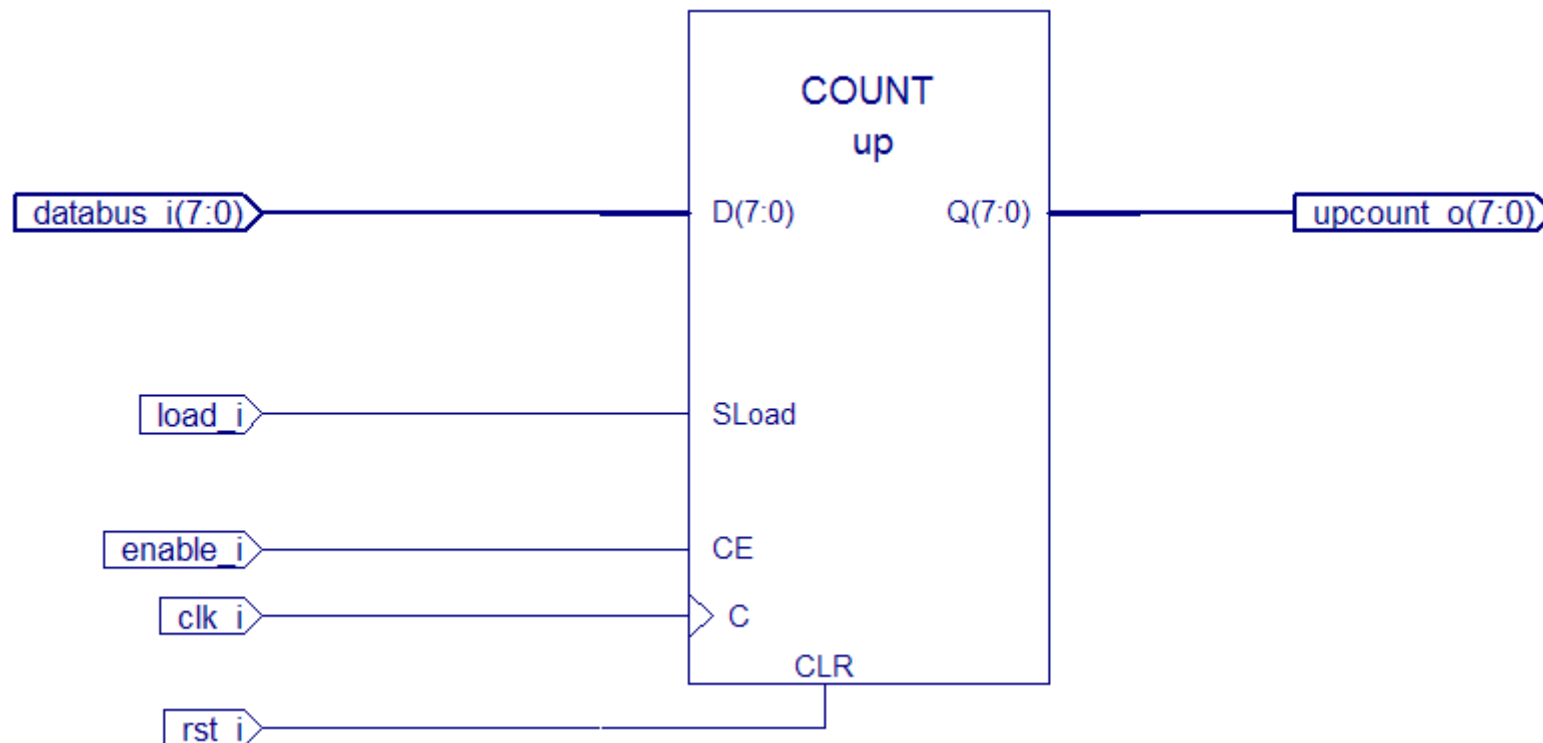 COUNT
up
databus_i(7:0)
D(7:0)
Q(7:0)
upcount_o(7:0)
load_i
SLoad
enable_i
CE
clk_i
C
CLR
rst_i